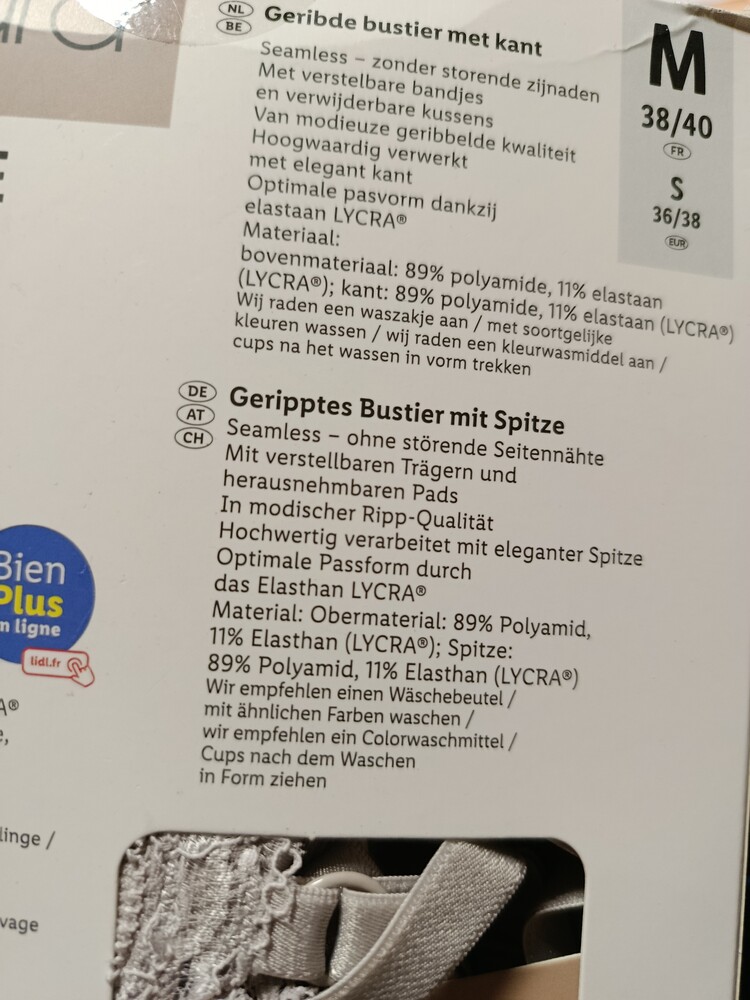 NL
BE
Geribde bustier met kant
Seamless – zonder storende zijnaden
Met verstelbare bandjes
en verwijderbare kussens
Van modieuze geribbelde kwaliteit
Hoogwaardig verwerkt
met elegant kant
Optimale pasvorm dankzij
elastaan LYCRA®
Materiaal:
bovenmateriaal: 89% polyamide, 11% elastaan
(LYCRA®); kant: 89% polyamide, 11% elastaan (LYCRA®)
Wij raden een waszakje aan / met soortgelijke
kleuren wassen / wij raden een kleurwasmiddel aan /
cups na het wassen in vorm trekken
M
38/40
FR
S
36/38
EUR
DE
AT
CH
Geripptes Bustier mit Spitze
Seamless – ohne störende Seitennähte
Mit verstellbaren Trägern und
herausnehmbaren Pads
In modischer Ripp-Qualität
Hochwertig verarbeitet mit eleganter Spitze
Optimale Passform durch
das Elasthan LYCRA®
Material: Obermaterial: 89% Polyamid,
11% Elasthan (LYCRA®); Spitze:
89% Polyamid, 11% Elasthan (LYCRA®)
Wir empfehlen einen Wäschebeutel /
mit ähnlichen Farben waschen /
wir empfehlen ein Colorwaschmittel /
Cups nach dem Waschen
in Form ziehen
Bien
Plus
n ligne
lidl.fr
A®
linge /
vage